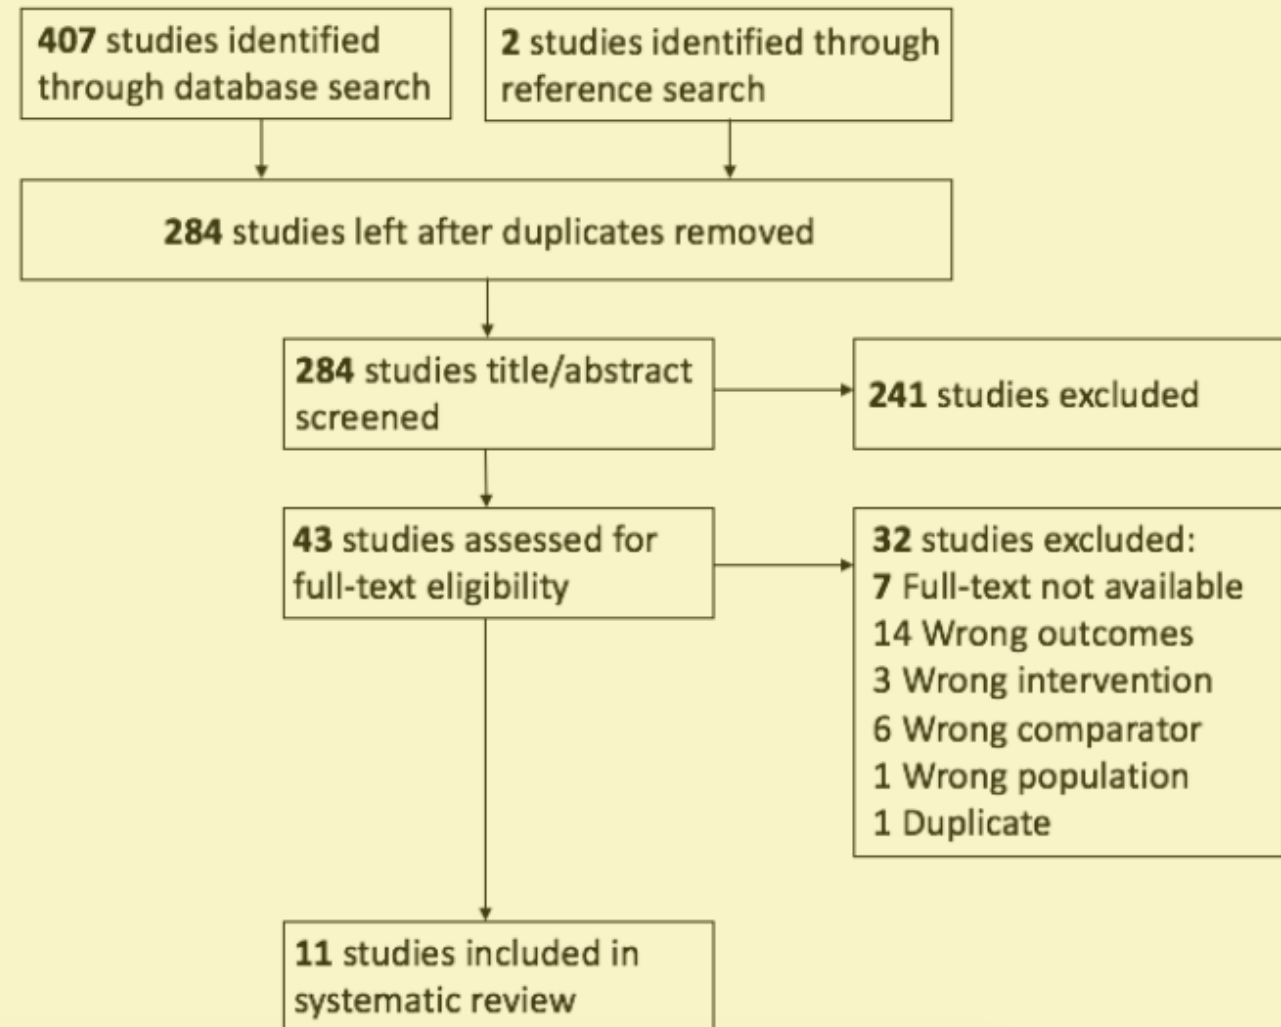 407 studies identified
through database search
2 studies identified through
reference search
284 studies left after duplicates removed
284 studies title/abstract
screened
241 studies excluded
43 studies assessed for
full-text eligibility
32 studies excluded:
7 Full-text not available
14 Wrong outcomes
3 Wrong intervention
6 Wrong comparator
1 Wrong population
1 Duplicate
11 studies included in
systematic review